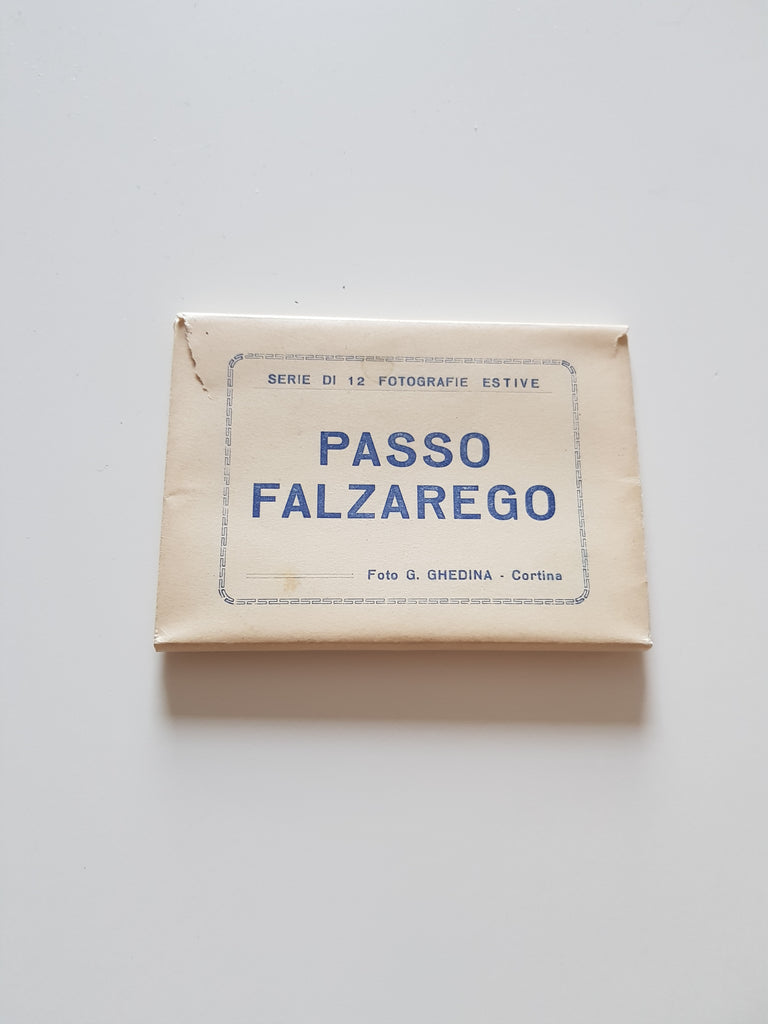 SERIE DI 12 FOTOGRAFIE ESTIVE
PASSO
FALZAREGO
Foto G. GHEDINA - Cortina